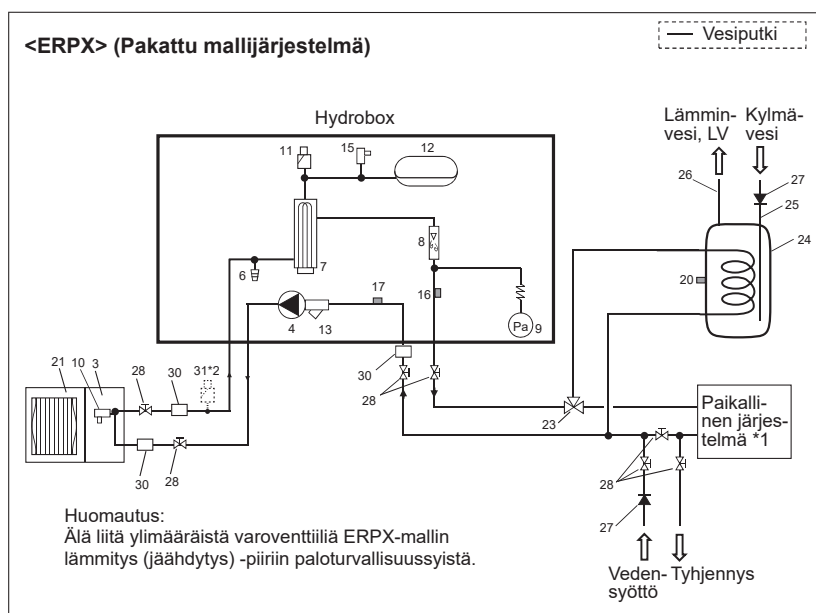 <ERPX> (Pakattu mallijärjestelmä)
Vesiputki
Hydrobox
Lämmin-
vesi, LV
Kylmä-
vesi
11
15
12
26
27
25
24
8
6
7
20
17
16
4
13
Pa
9
21
10
3
28
30
31*2
30
28
23
30
28
28
27
Paikalli-
nen järjes-
telmä *1
Huomautus:
Älä liitä ylimääräistä varoventtiiliä ERPX-mallin
lämmitys (jäähdytys) -piiriin paloturvallisuussyistä.
Veden-
syöttö
Tyhjennys